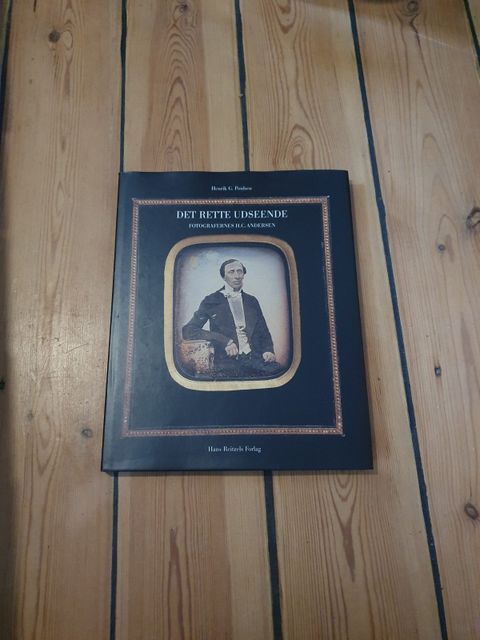 Henrik G. Poulsen
DET RETTE UDSEENDE
FOTOGRAFERNES H.C. ANDERSEN
Hans Reitzels Forlag